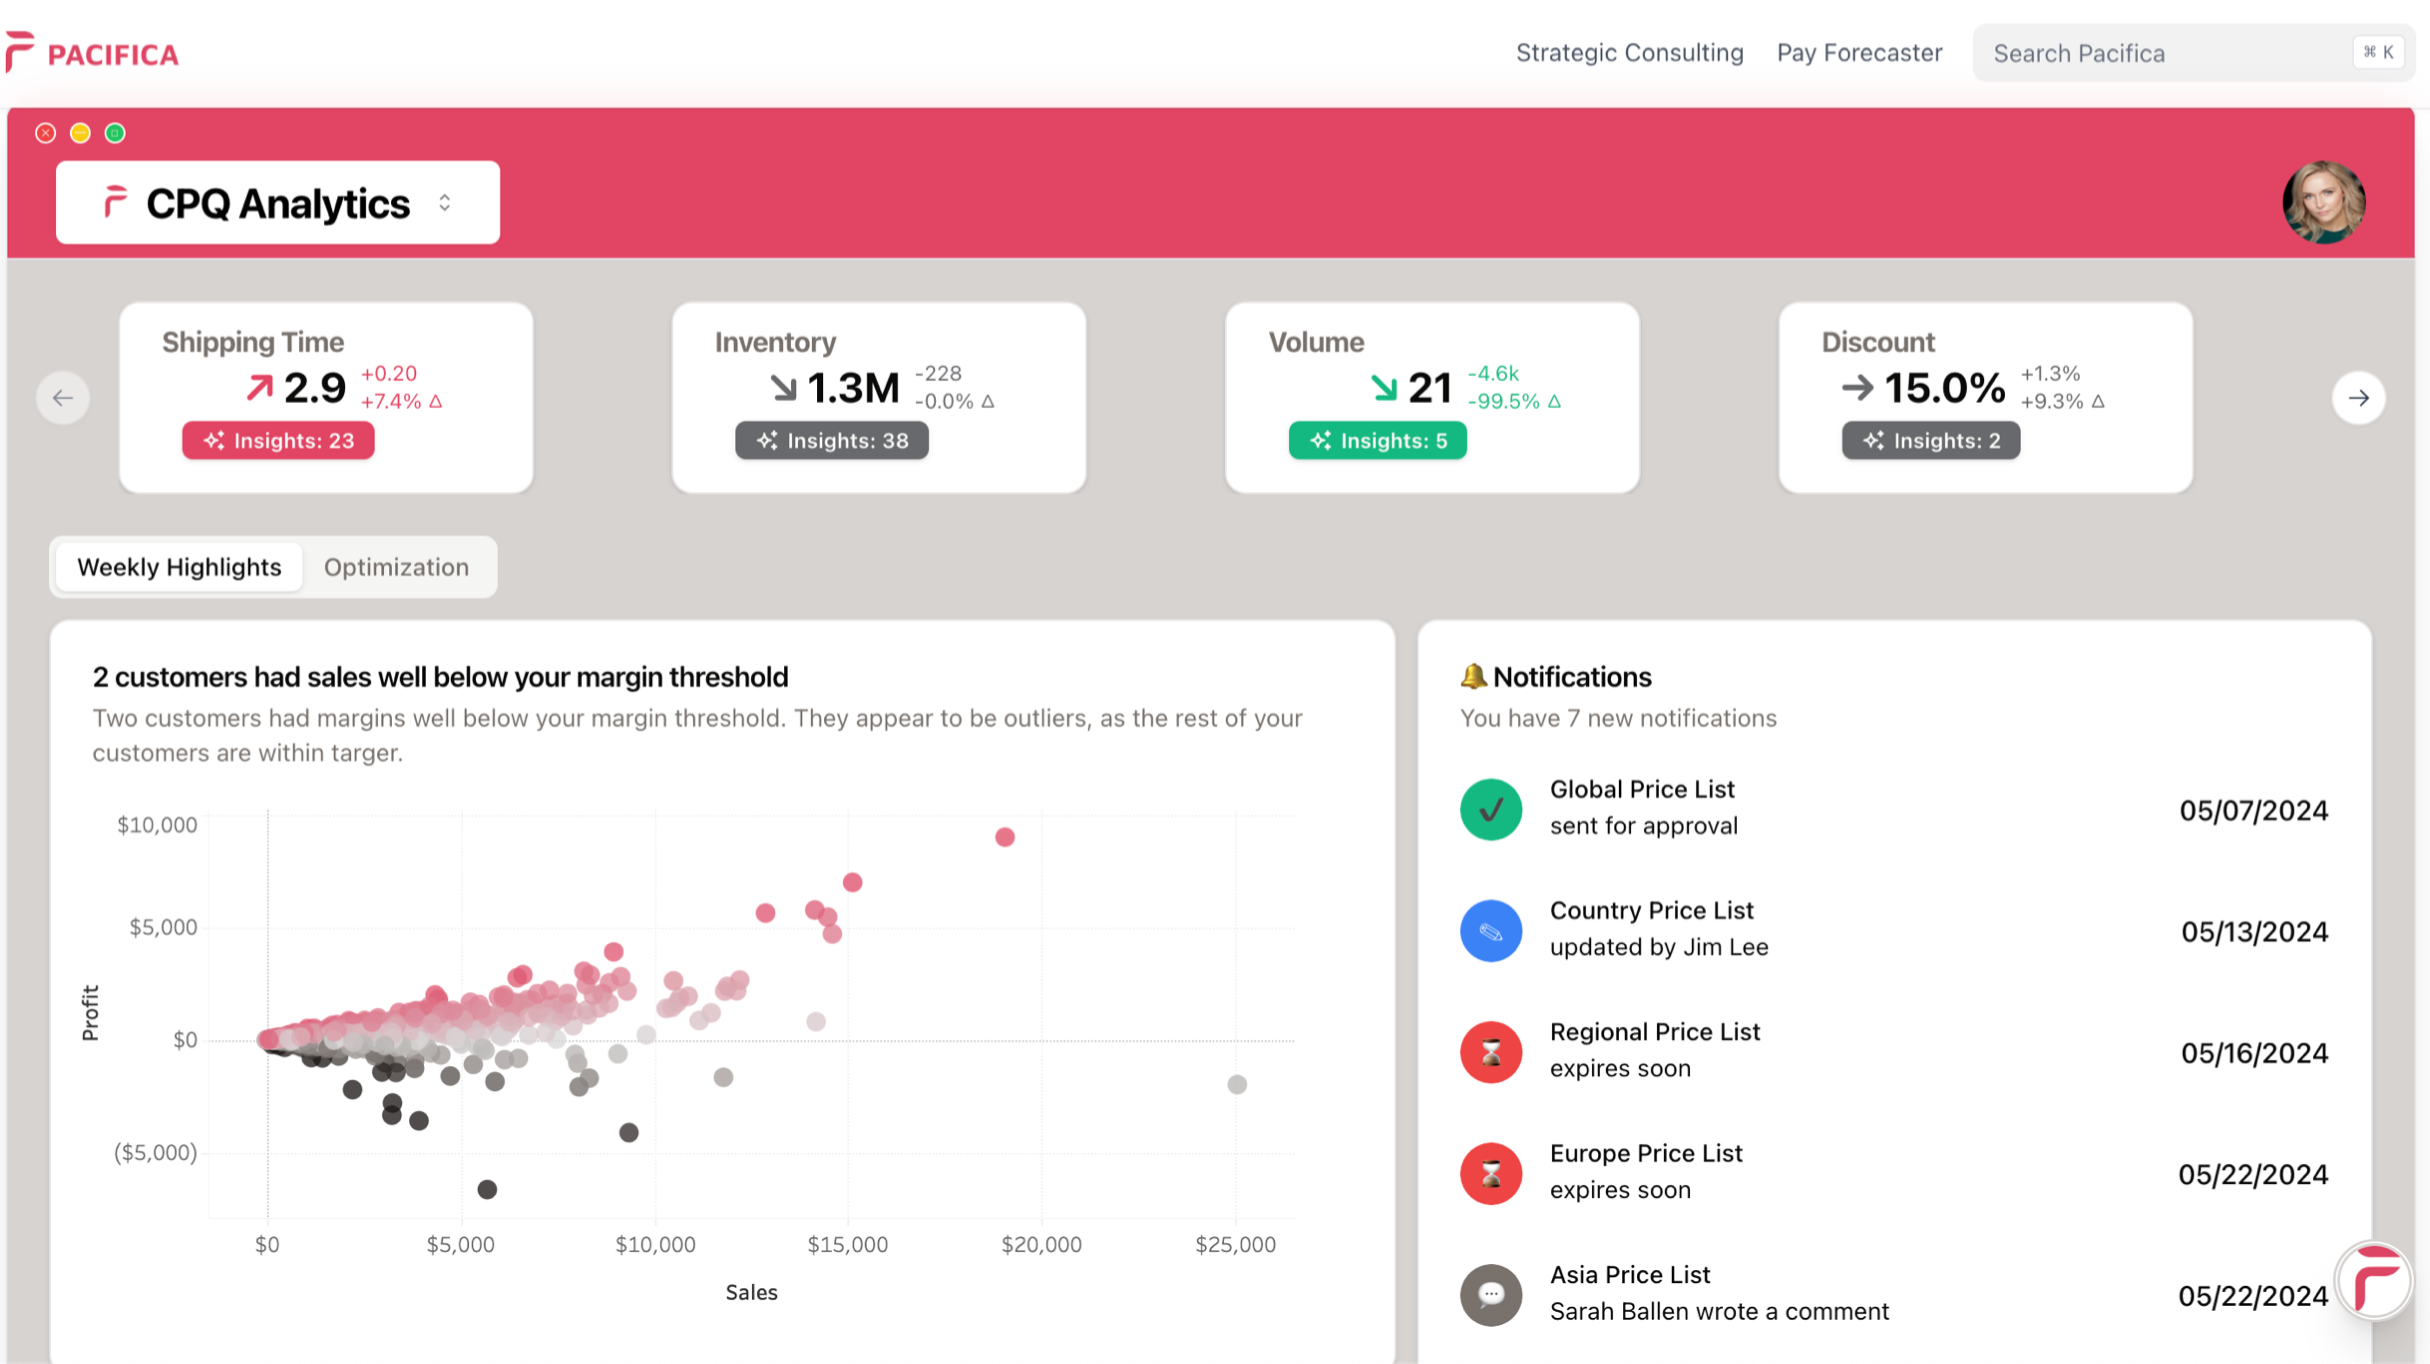 PACIFICA
Strategic Consulting
Pay Forecaster
Search Pacifica
⌘ K
CPQ Analytics
Shipping Time
2.9
+0.20
+7.4% △
Insights: 23
Inventory
1.3M
-228
-0.0% △
Insights: 38
Volume
21
-4.6k
-99.5% △
Insights: 5
Discount
15.0%
+1.3%
+9.3% △
Insights: 2
Weekly Highlights
Optimization
2 customers had sales well below your margin threshold
Two customers had margins well below your margin threshold. They appear to be outliers, as the rest of your
customers are within targer.
$10,000
$5,000
$0
($5,000)
Profit
$0
$5,000
$10,000
$15,000
$20,000
$25,000
Sales
Notifications
You have 7 new notifications
Global Price List
sent for approval
05/07/2024
Country Price List
updated by Jim Lee
05/13/2024
Regional Price List
expires soon
05/16/2024
Europe Price List
expires soon
05/22/2024
Asia Price List
Sarah Ballen wrote a comment
05/22/2024